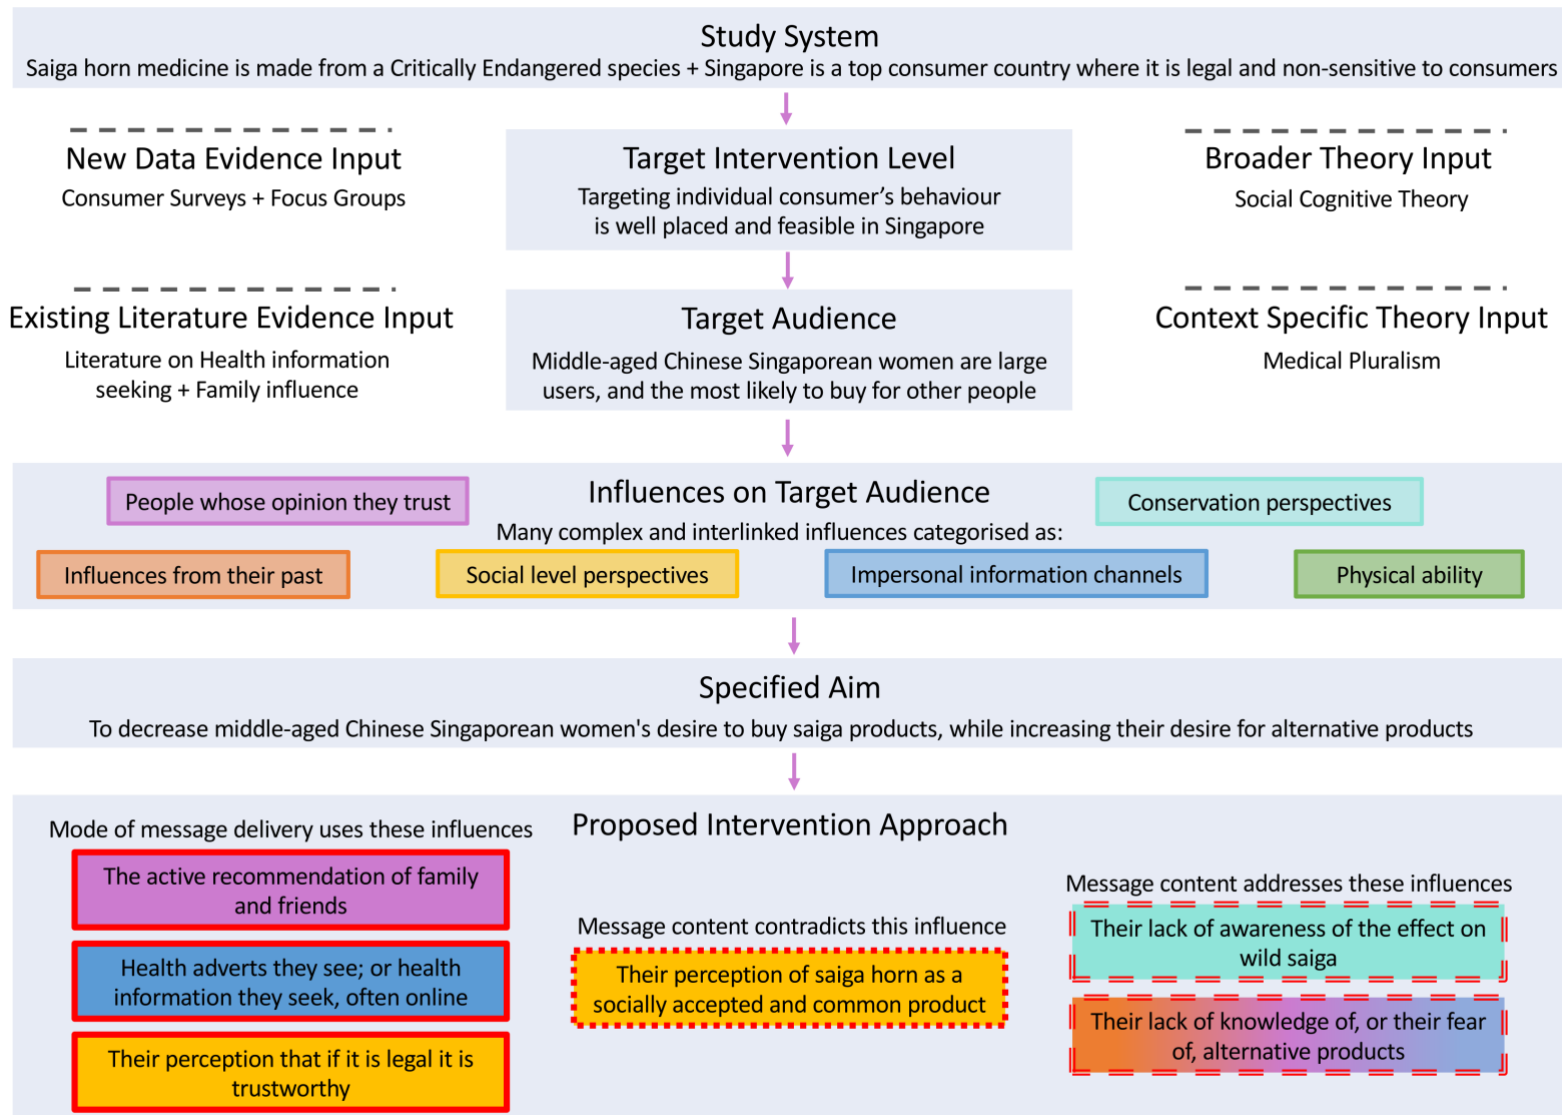 Study System
Saiga horn medicine is made from a Critically Endangered species + Singapore is a top consumer country where it is legal and non-sensitive to consumers
New Data Evidence Input
Consumer Surveys + Focus Groups
Target Intervention Level
Targeting individual consumer’s behaviour
is well placed and feasible in Singapore
Broader Theory Input
Social Cognitive Theory
Existing Literature Evidence Input
Literature on Health information
seeking + Family influence
Target Audience
Middle-aged Chinese Singaporean women are large
users, and the most likely to buy for other people
Context Specific Theory Input
Medical Pluralism
Influences on Target Audience
Many complex and interlinked influences categorised as:
People whose opinion they trust
Conservation perspectives
Influences from their past
Social level perspectives
Impersonal information channels
Physical ability
Specified Aim
To decrease middle-aged Chinese Singaporean women's desire to buy saiga products, while increasing their desire for alternative products
Proposed Intervention Approach
Mode of message delivery uses these influences
The active recommendation of family
and friends
Health adverts they see; or health
information they seek, often online
Their perception that if it is legal it is
trustworthy
Message content contradicts this influence
Their perception of saiga horn as a
socially accepted and common product
Message content addresses these influences
Their lack of awareness of the effect on
wild saiga
Their lack of knowledge of, or their fear
of, alternative products